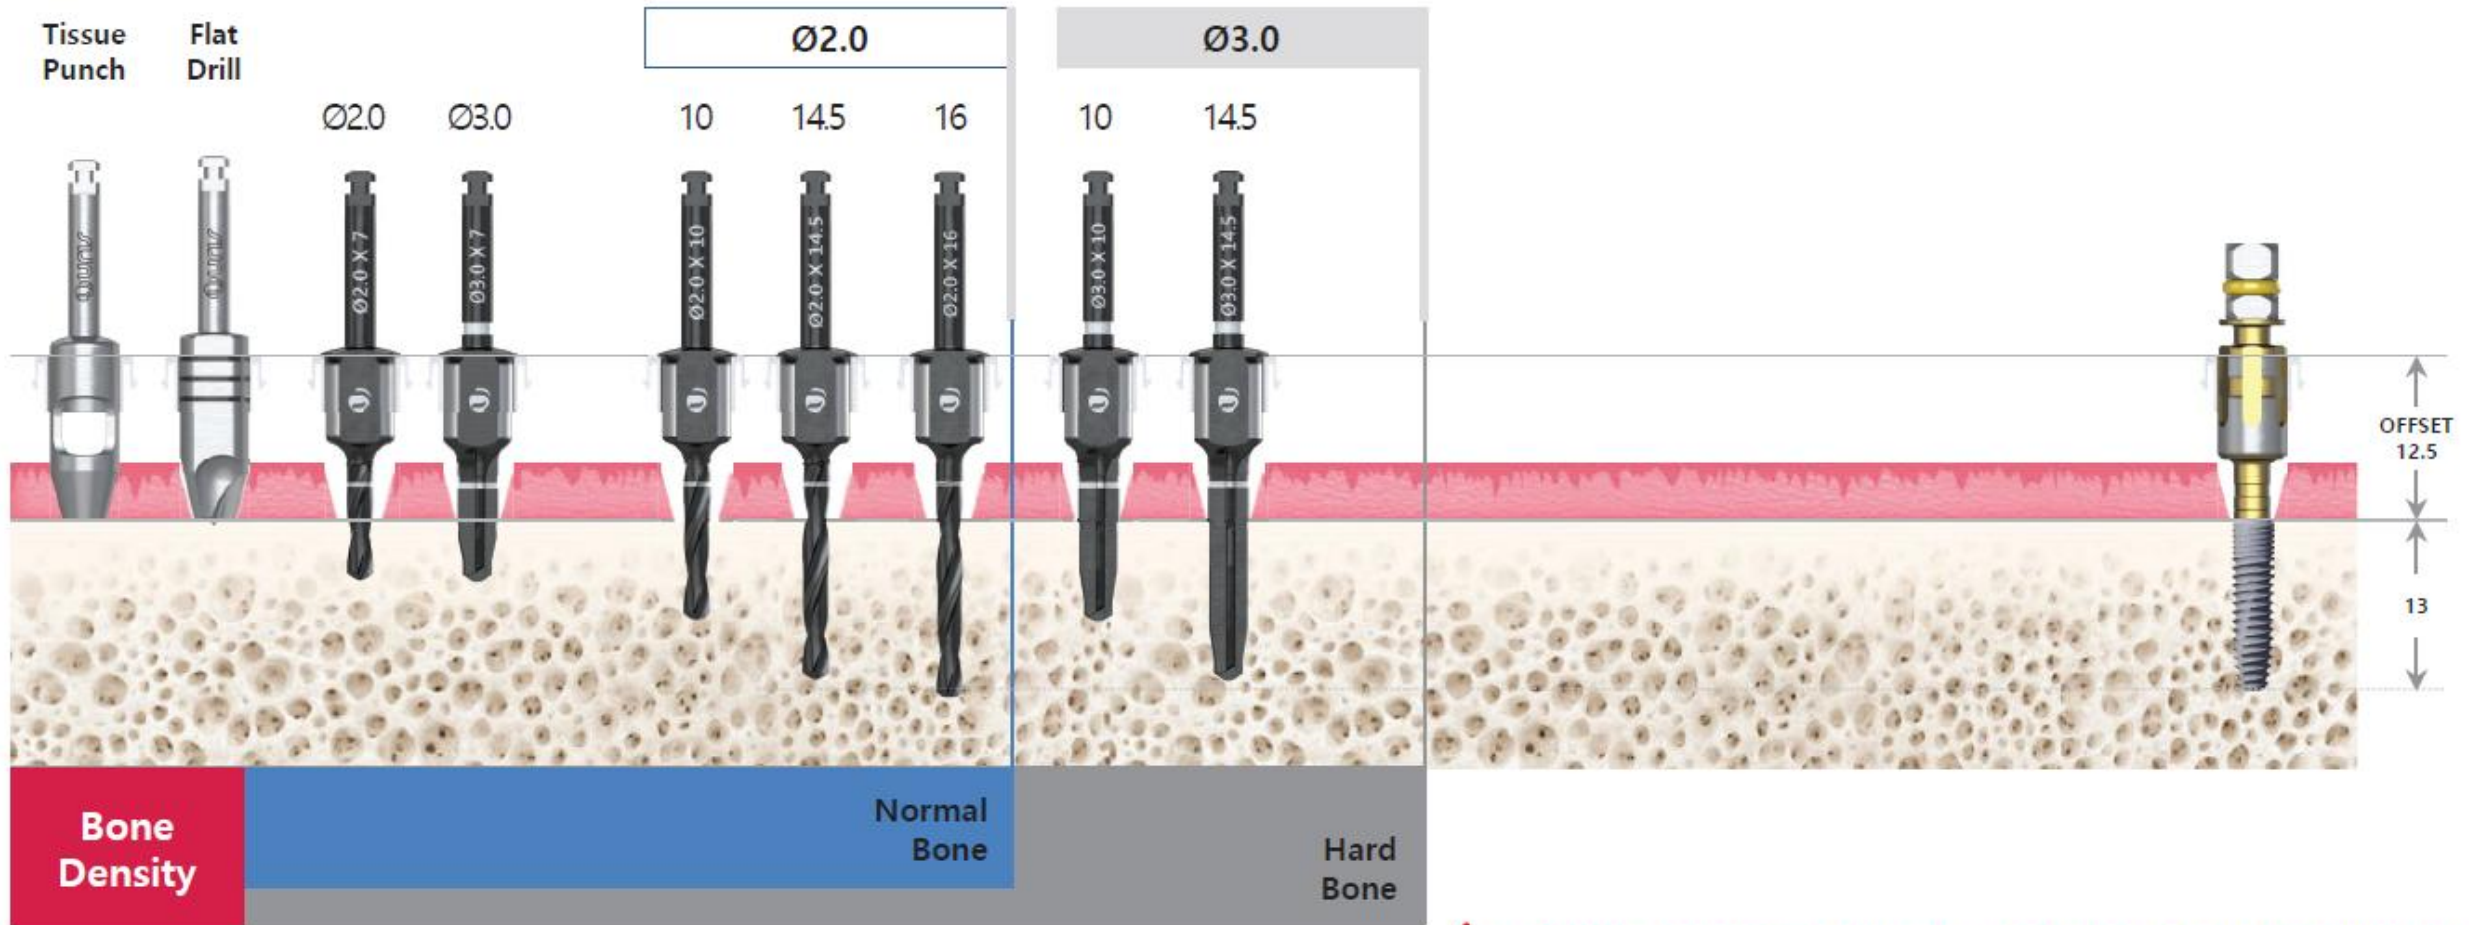 Tissue
Punch
Flat
Drill
Ø2.0
Ø3.0
Ø2.0
Ø3.0
10
14.5
16
10
14.5
Ø2.0 X 7
Ø3.0 X 7
Ø2.0 X 10
Ø2.0 X 14.5
Ø2.0 X 16
Ø3.0 X 10
Ø3.0 X 14.5
OFFSET
12.5
13
Bone
Density
Normal
Bone
Hard
Bone